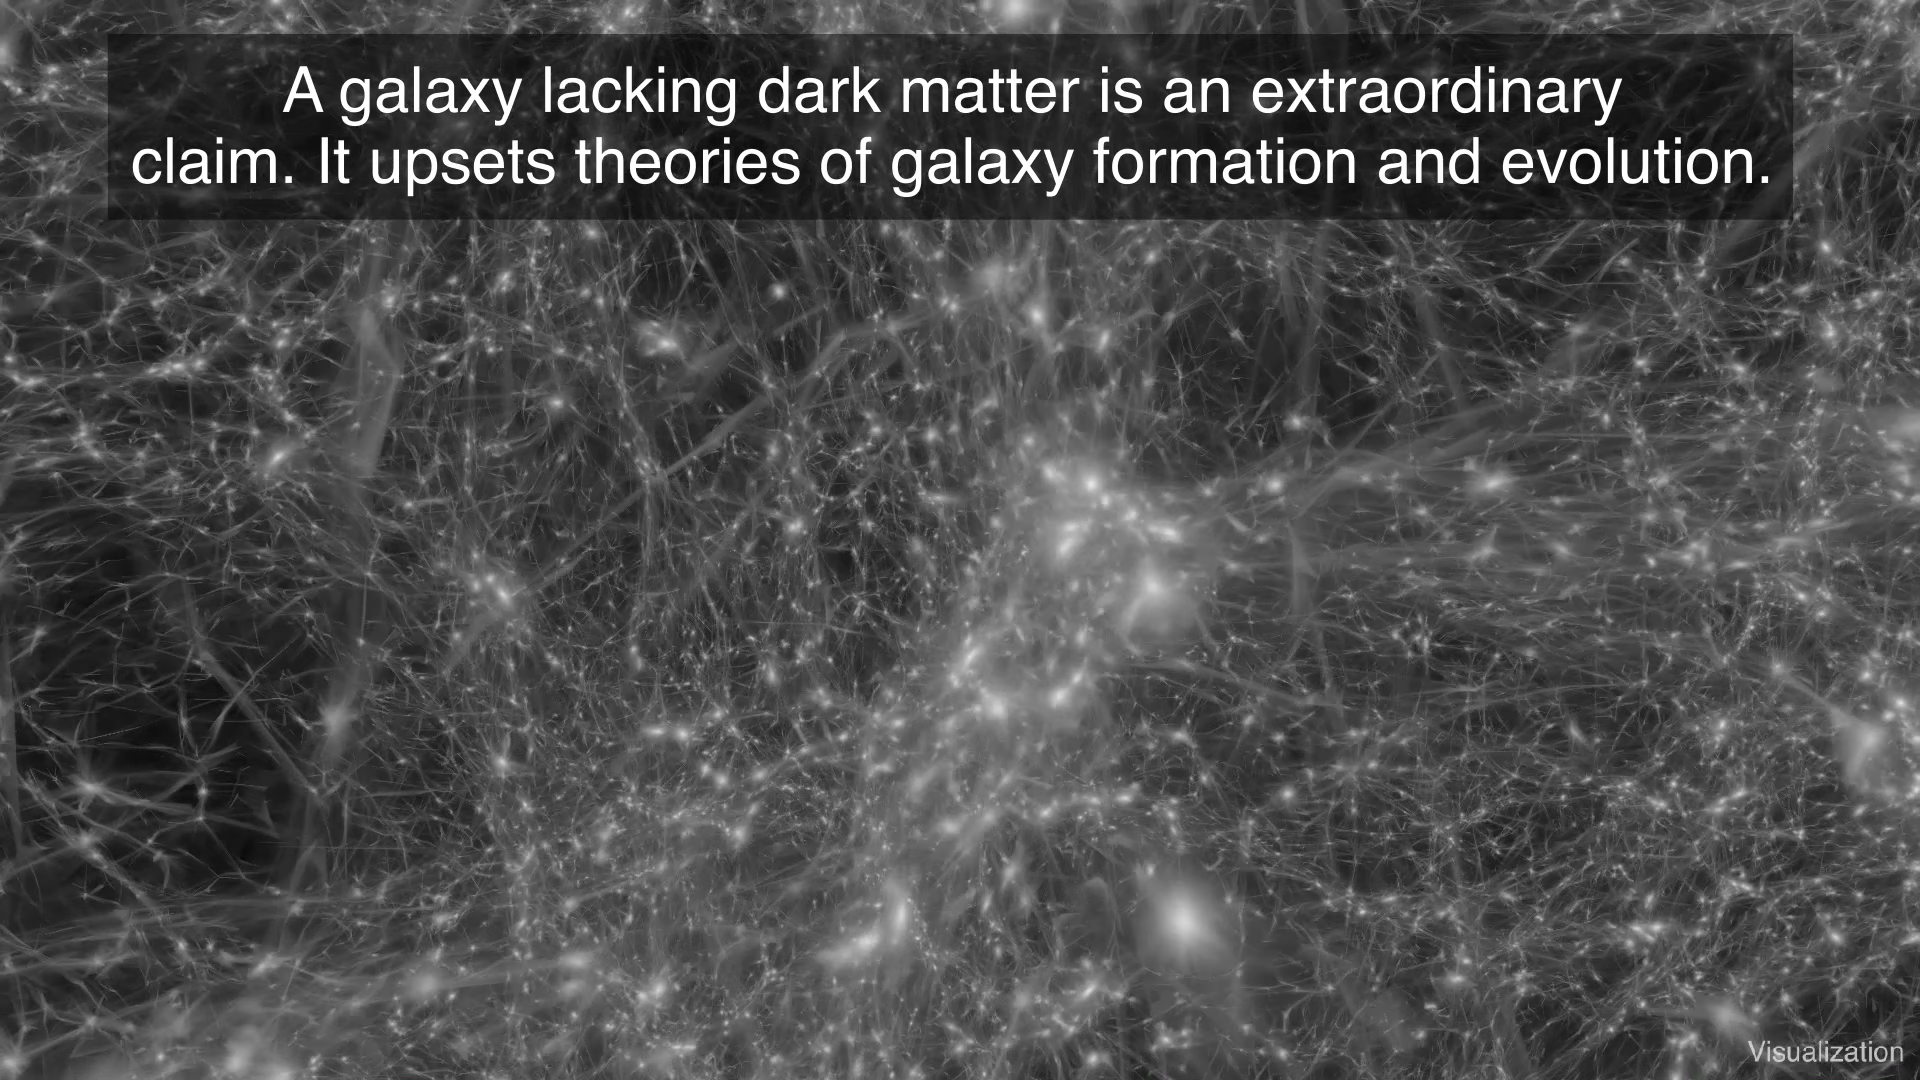 A galaxy lacking dark matter is an extraordinary
claim. It upsets theories of galaxy formation and evolution.
Visualization